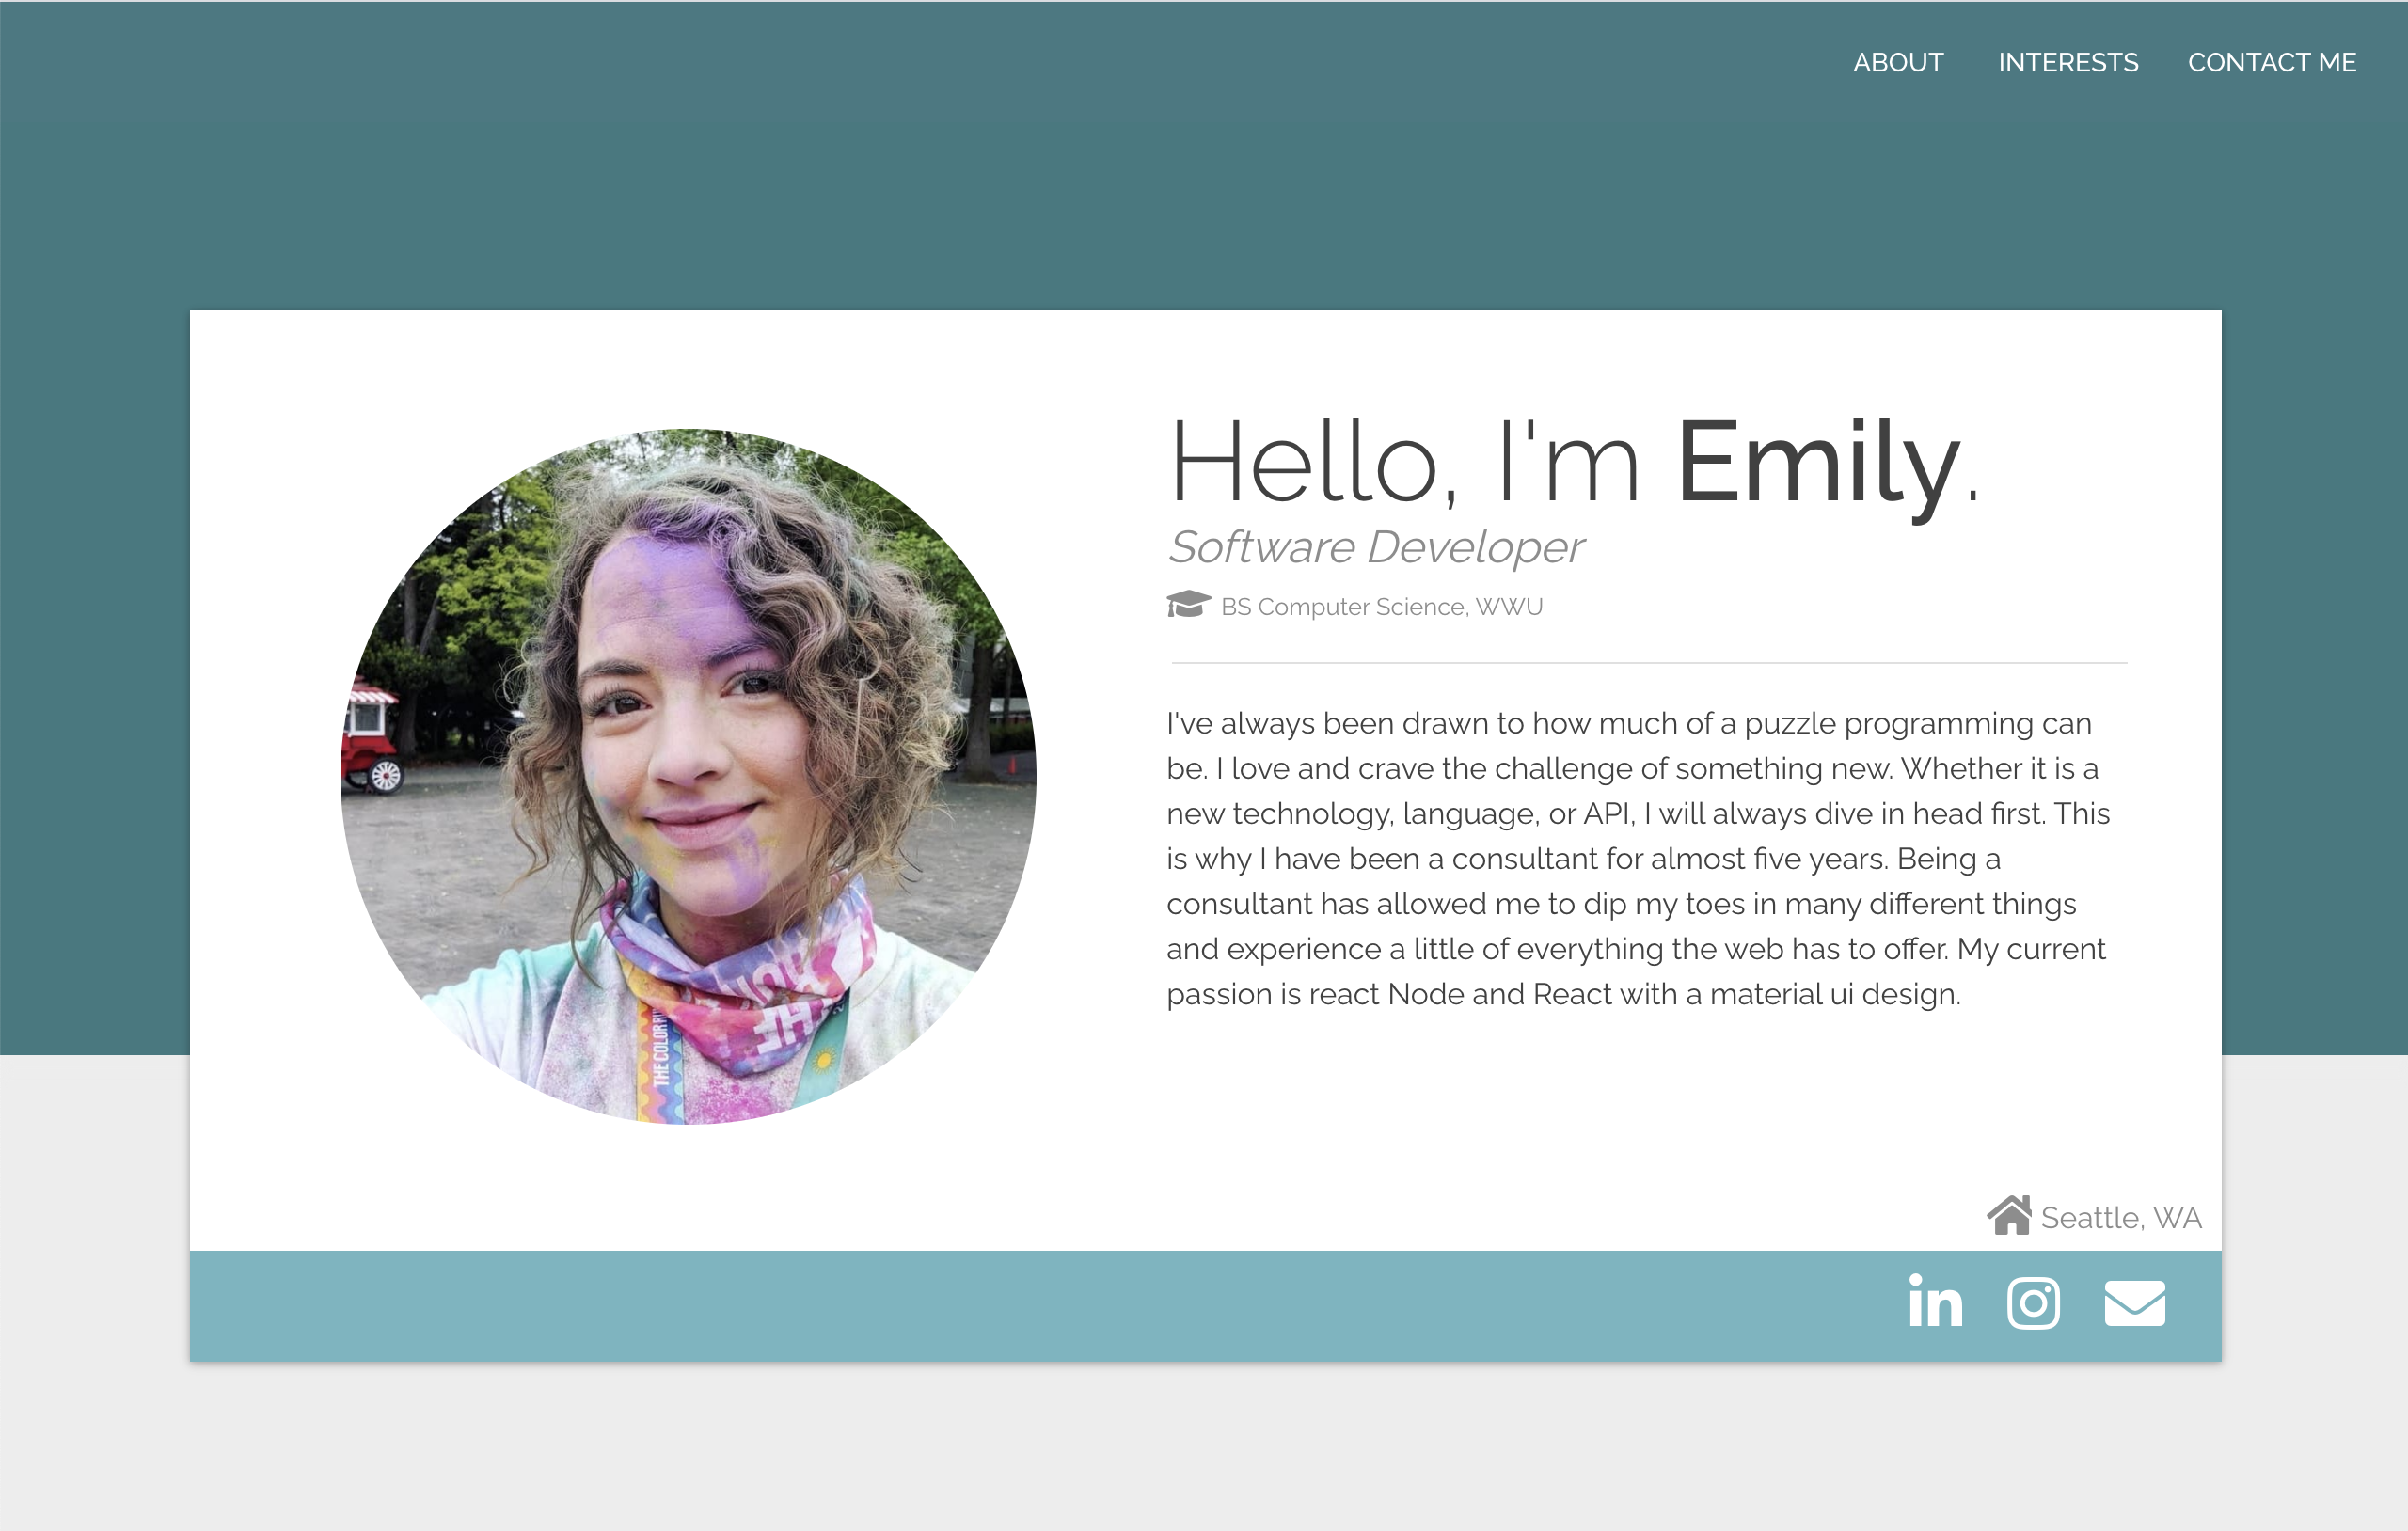 ABOUT INTERESTS CONTACT ME
Hello, I'm Emily.
Software Developer
BS Computer Science, WWU
I've always been drawn to how much of a puzzle programming can
be. I love and crave the challenge of something new. Whether it is a
new technology, language, or API, I will always dive in head first. This
is why I have been a consultant for almost five years. Being a
consultant has allowed me to dip my toes in many different things
and experience a little of everything the web has to offer. My current
passion is react Node and React with a material ui design.
THE COLOR RUN
Seattle, WA
in